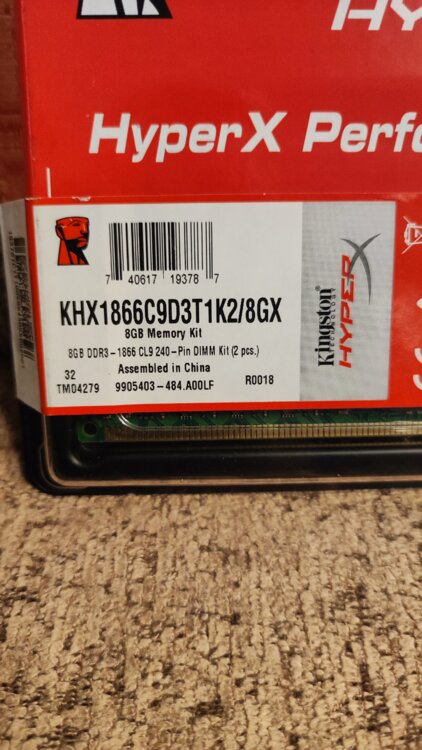 HyperX Perfo
7 40617 19378 7
KHX1866C9D3T1K2/8GX
8GB Memory Kit
8GB DDR3-1866 CL9 240-Pin DIMM Kit (2 pcs.)
Assembled in China
32
TM04279 9905403-484.A00LF R0018
Kingston
HYPERX